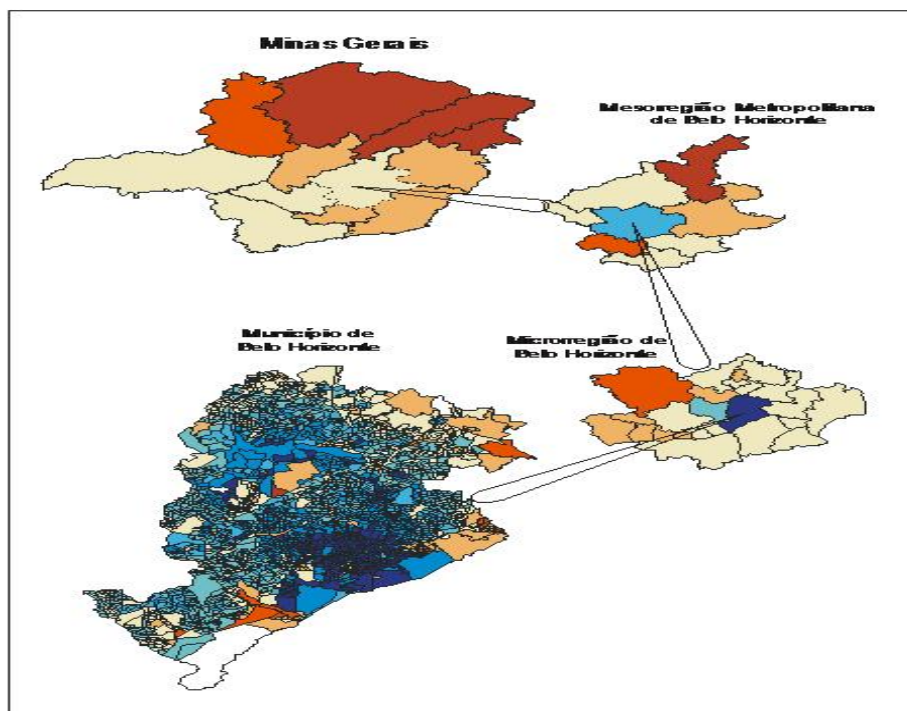 Minas Gerais
Mesorregião Metropolitana
de Belo Horizonte
Município de
Belo Horizonte
Microrregião de
Belo Horizonte